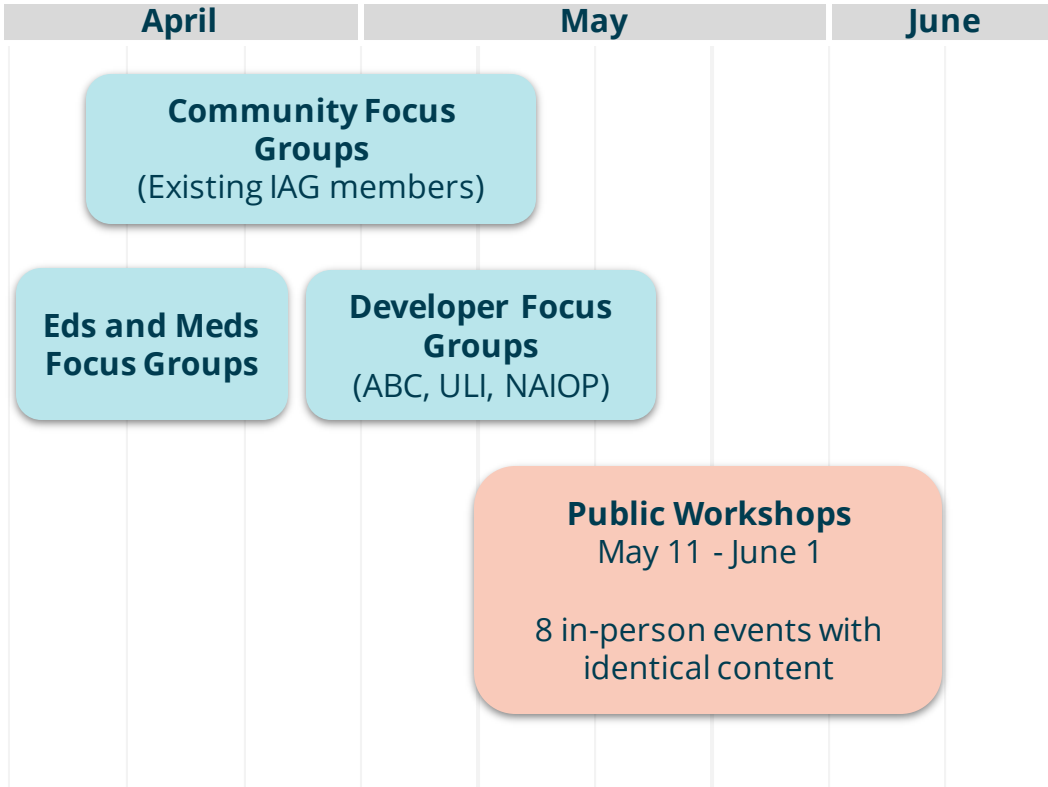 April May June
Community Focus
Groups
(Existing IAG members)
Eds and Meds
Focus Groups
Developer Focus
Groups
(ABC, ULI, NAIOP)
Public Workshops
May 11 - June 1
8 in-person events with
identical content